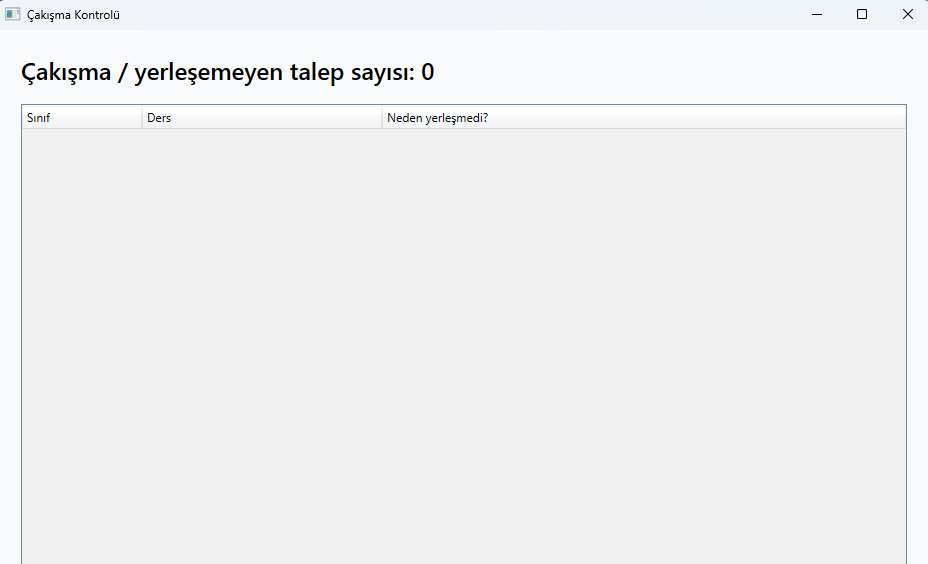 Çakışma Kontrolü
Çakışma / yerleşemeyen talep sayısı: 0
Sınıf Ders Neden yerleşmedi?